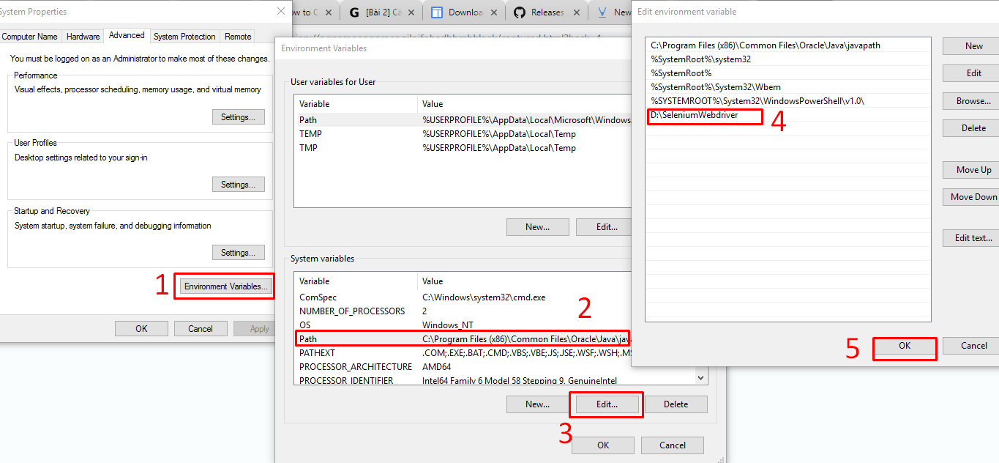 System Properties
Computer Name
Hardware
Advanced
System Protection
Remote
You must be logged on as an Administrator to make most of these changes.
Performance
Visual effects, processor scheduling, memory usage, and virtual memory
Settings...
User Profiles
Desktop settings related to your sign-in
Settings...
Startup and Recovery
System startup, system failure, and debugging information
Settings...
1
Environment Variables...
OK
Cancel
Apply
ow to C
G
[Bài 2] Cà
Downloa
Releases
New
Environment Variables
User variables for User
Variable Value
Path %USERPROFILE%\AppData\Local\Microsoft\Windows
TEMP %USERPROFILE%\AppData\Local\Temp
TMP %USERPROFILE%\AppData\Local\Temp
New...
Edit...
System variables
Variable Value
ComSpec C:\Windows\system32\cmd.exe
NUMBER_OF_PROCESSORS 2
OS Windows_NT
2
Path C:\Program Files (x86)\Common Files\Oracle\Java\jav
PATHEXT .COM;.EXE;.BAT;.CMD;.VBS;.VBE;JS;.JSE;.WSF;.WSH;.MS
PROCESSOR_ARCHITECTURE AMD64
PROCESSOR_IDENTIFIER Intel64 Family 6 Model 58 Stepping 9, GenuineIntel
New...
Edit...
Delete
3
OK
Cancel
Edit environment variable
C:\Program Files (x86)\Common Files\Oracle\Java\javapath
%SystemRoot%\system32
%SystemRoot%
%SystemRoot%\System32\Wbem
%SYSTEMROOT%\System32\WindowsPowerShell\v1.0\
D:\SeleniumWebdriver
4
New
Edit
Browse...
Delete
Move Up
Move Down
Edit text...
5
OK
Cancel